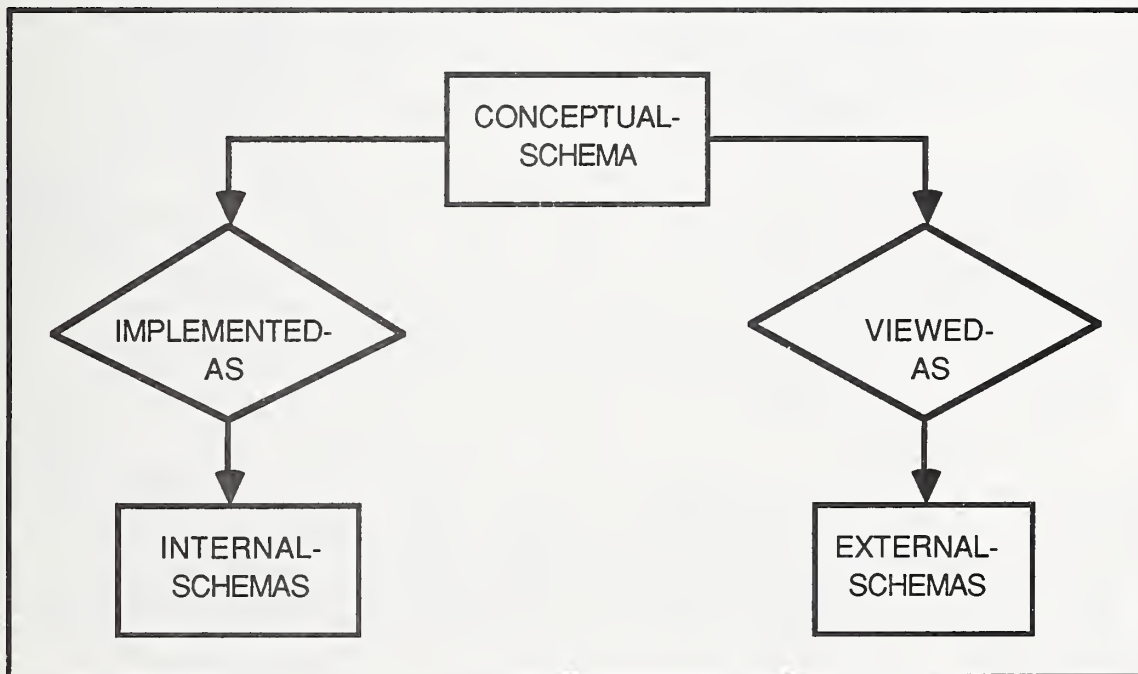 CONCEPTUAL-
SCHEMA
IMPLEMENTED-
AS
VIEWED-
AS
INTERNAL-
SCHEMAS
EXTERNAL-
SCHEMAS